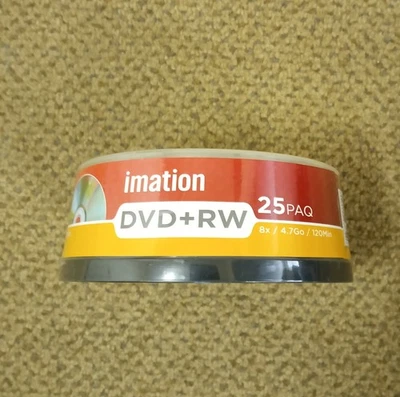 imation
DVD+RW
25PAQ
8x / 4.7Go / 120Min